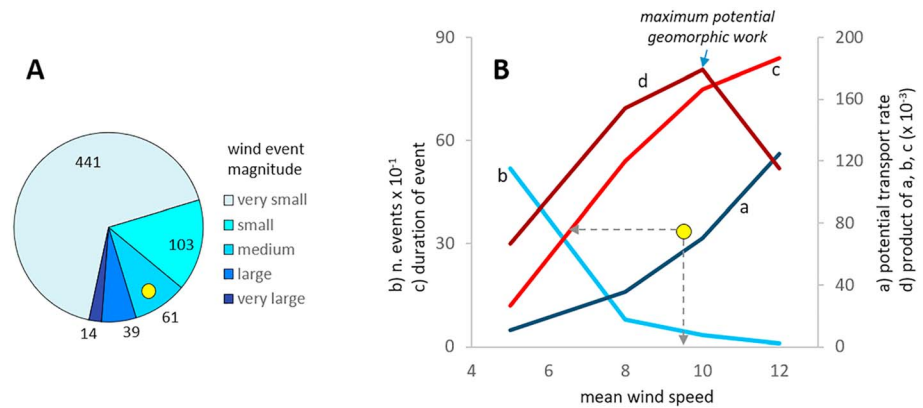 A
441
103
61
39
14
wind event
magnitude
very small
small
medium
large
very large
B
maximum potential
geomorphic work
b) n. events x 10⁻¹
c) duration of event
90
60
30
0
b
d
c
a
200
160
120
80
40
0
a) potential transport rate
d) product of a, b, c (x 10⁻³)
4 6 8 10 12
mean wind speed